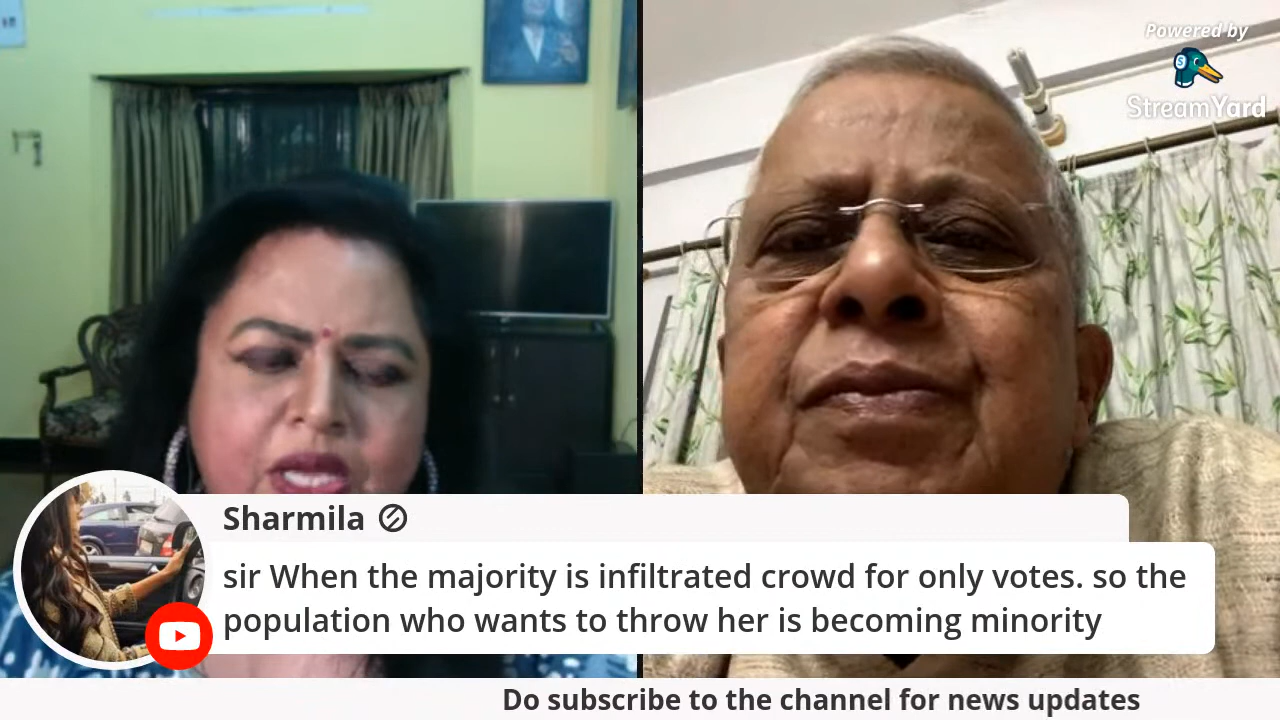 Powered by
StreamYard
Sharmila
sir When the majority is infiltrated crowd for only votes. so the
population who wants to throw her is becoming minority
Do subscribe to the channel for news updates